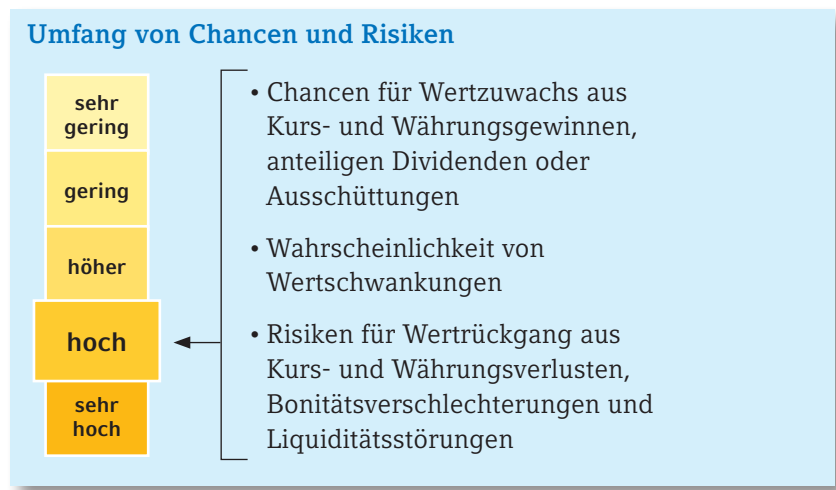 Umfang von Chancen und Risiken
sehr
gering
gering
höher
hoch
sehr
hoch
• Chancen für Wertzuwachs aus
Kurs- und Währungsgewinnen,
anteiligen Dividenden oder
Ausschüttungen
• Wahrscheinlichkeit von
Wertschwankungen
• Risiken für Wertrückgang aus
Kurs- und Währungsverlusten,
Bonitätsverschlechterungen und
Liquiditätsstörungen